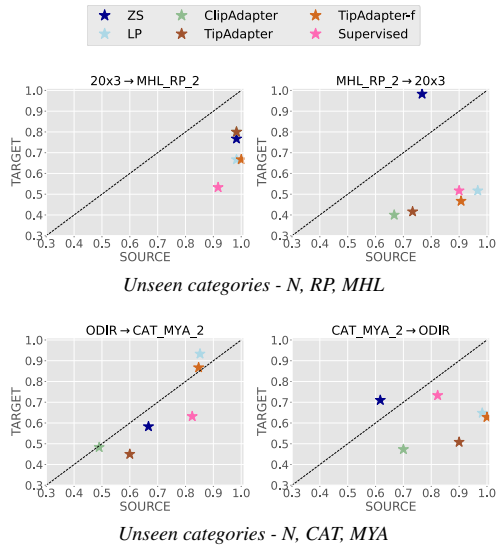 ZS ClipAdapter TipAdapter-f
LP TipAdapter Supervised
20x3→MHL_RP_2 MHL_RP_2→20x3
1.0 1.0
0.9 0.9
0.8 0.8
0.7 0.7
0.6 0.6
0.5 0.5
0.4 0.4
0.3 0.3
TARGET TARGET
0.3 0.4 0.5 0.6 0.7 0.8 0.9 1.0 0.3 0.4 0.5 0.6 0.7 0.8 0.9 1.0
SOURCE SOURCE
Unseen categories - N, RP, MHL
ODIR→CAT_MYA_2 CAT_MYA_2→ODIR
1.0 1.0
0.9 0.9
0.8 0.8
0.7 0.7
0.6 0.6
0.5 0.5
0.4 0.4
0.3 0.3
TARGET TARGET
0.3 0.4 0.5 0.6 0.7 0.8 0.9 1.0 0.3 0.4 0.5 0.6 0.7 0.8 0.9 1.0
SOURCE SOURCE
Unseen categories - N, CAT, MYA